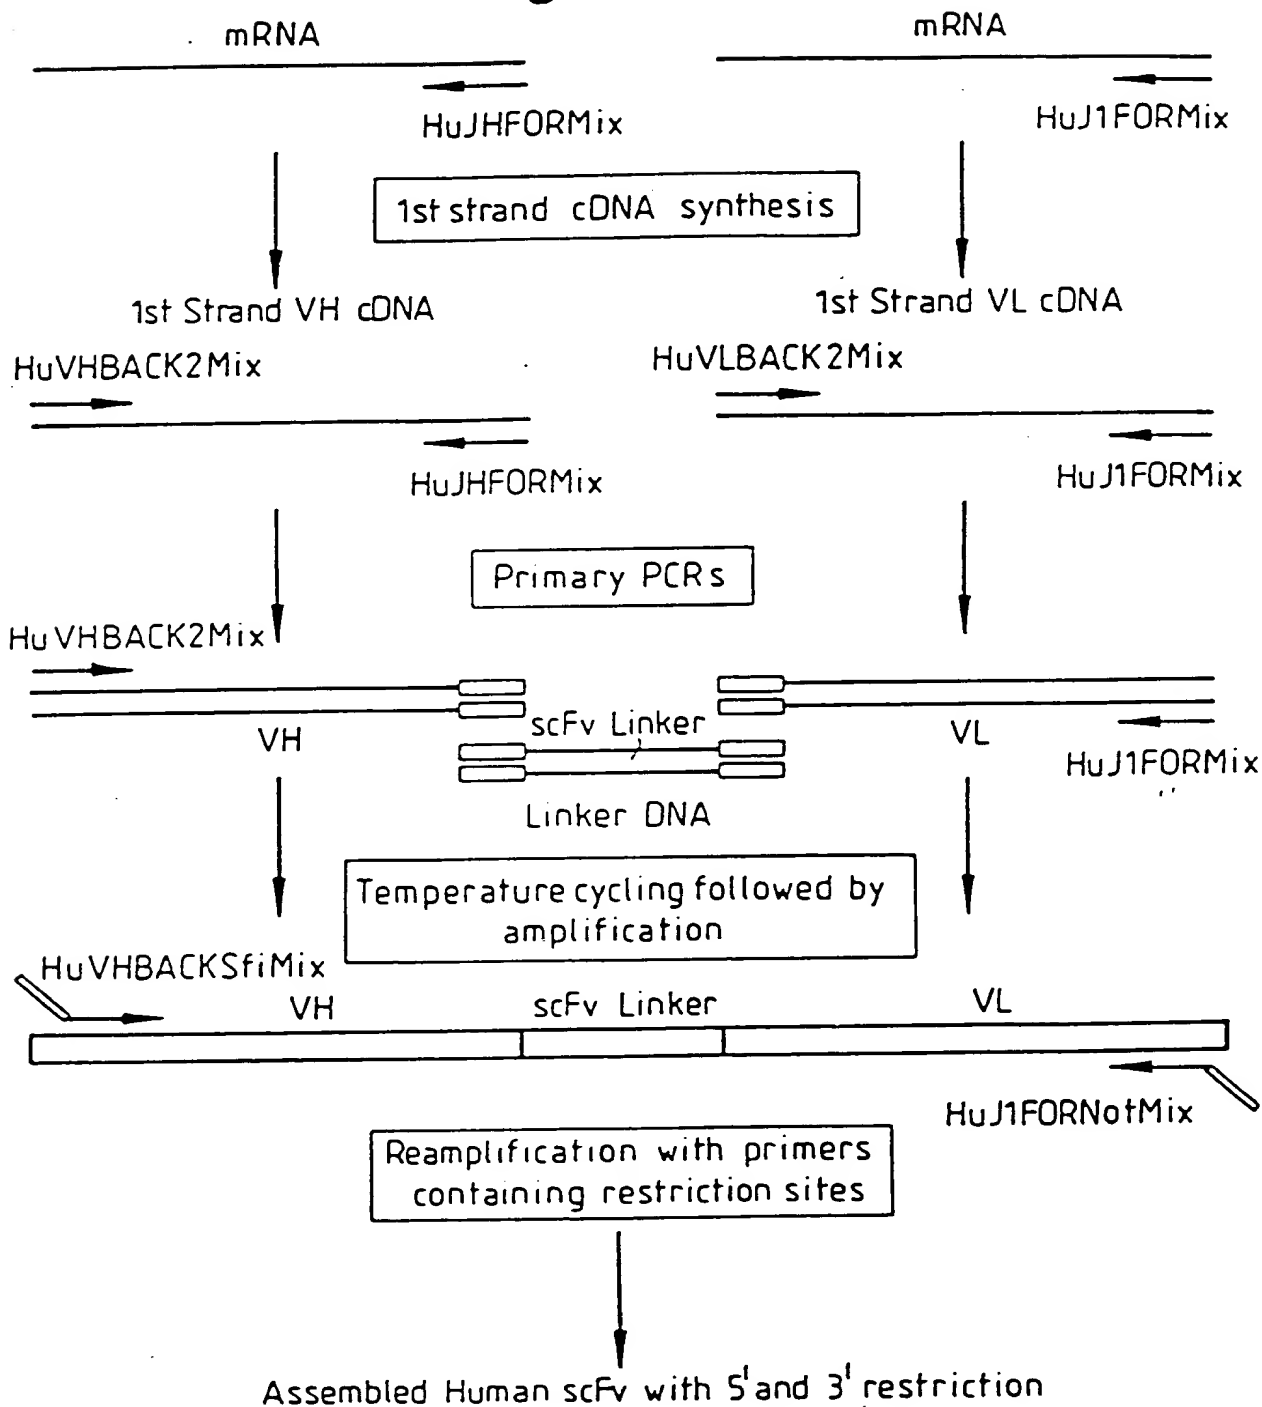 mRNA
mRNA
HuJHFORMix
HuJ1FORMix
1st strand cDNA synthesis
1st Strand VH cDNA
1st Strand VL cDNA
HuVHBACK2Mix
HuVLBACK2Mix
HuJHFORMix
HuJ1FORMix
Primary PCRs
HuVHBACK2Mix
VH
scFv Linker
VL
HuJ1FORMix
Linker DNA
Temperature cycling followed by
amplification
HuVHBACKSfiMix
VH
scFv Linker
VL
HuJ1FORNotMix
Reamplification with primers
containing restriction sites
Assembled Human scFv with 5' and 3' restriction